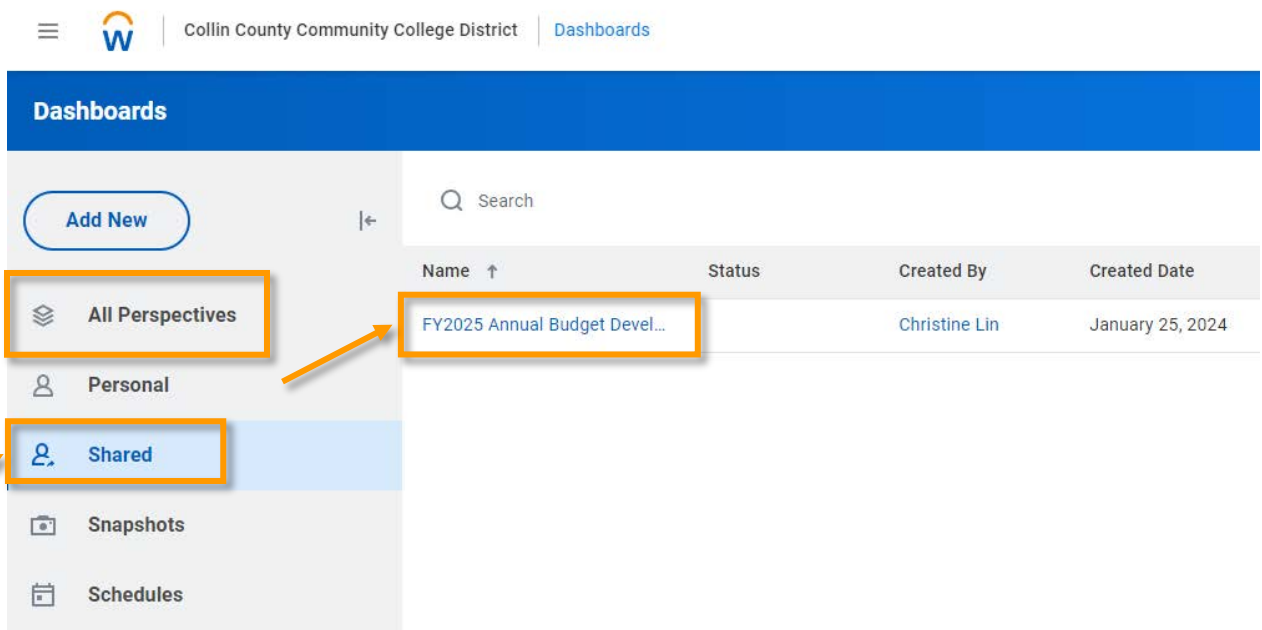 Collin County Community College District Dashboards
Dashboards
Add New
Search
Name Status Created By Created Date
All Perspectives
FY2025 Annual Budget Devel... Christine Lin January 25, 2024
Personal
Shared
Snapshots
Schedules